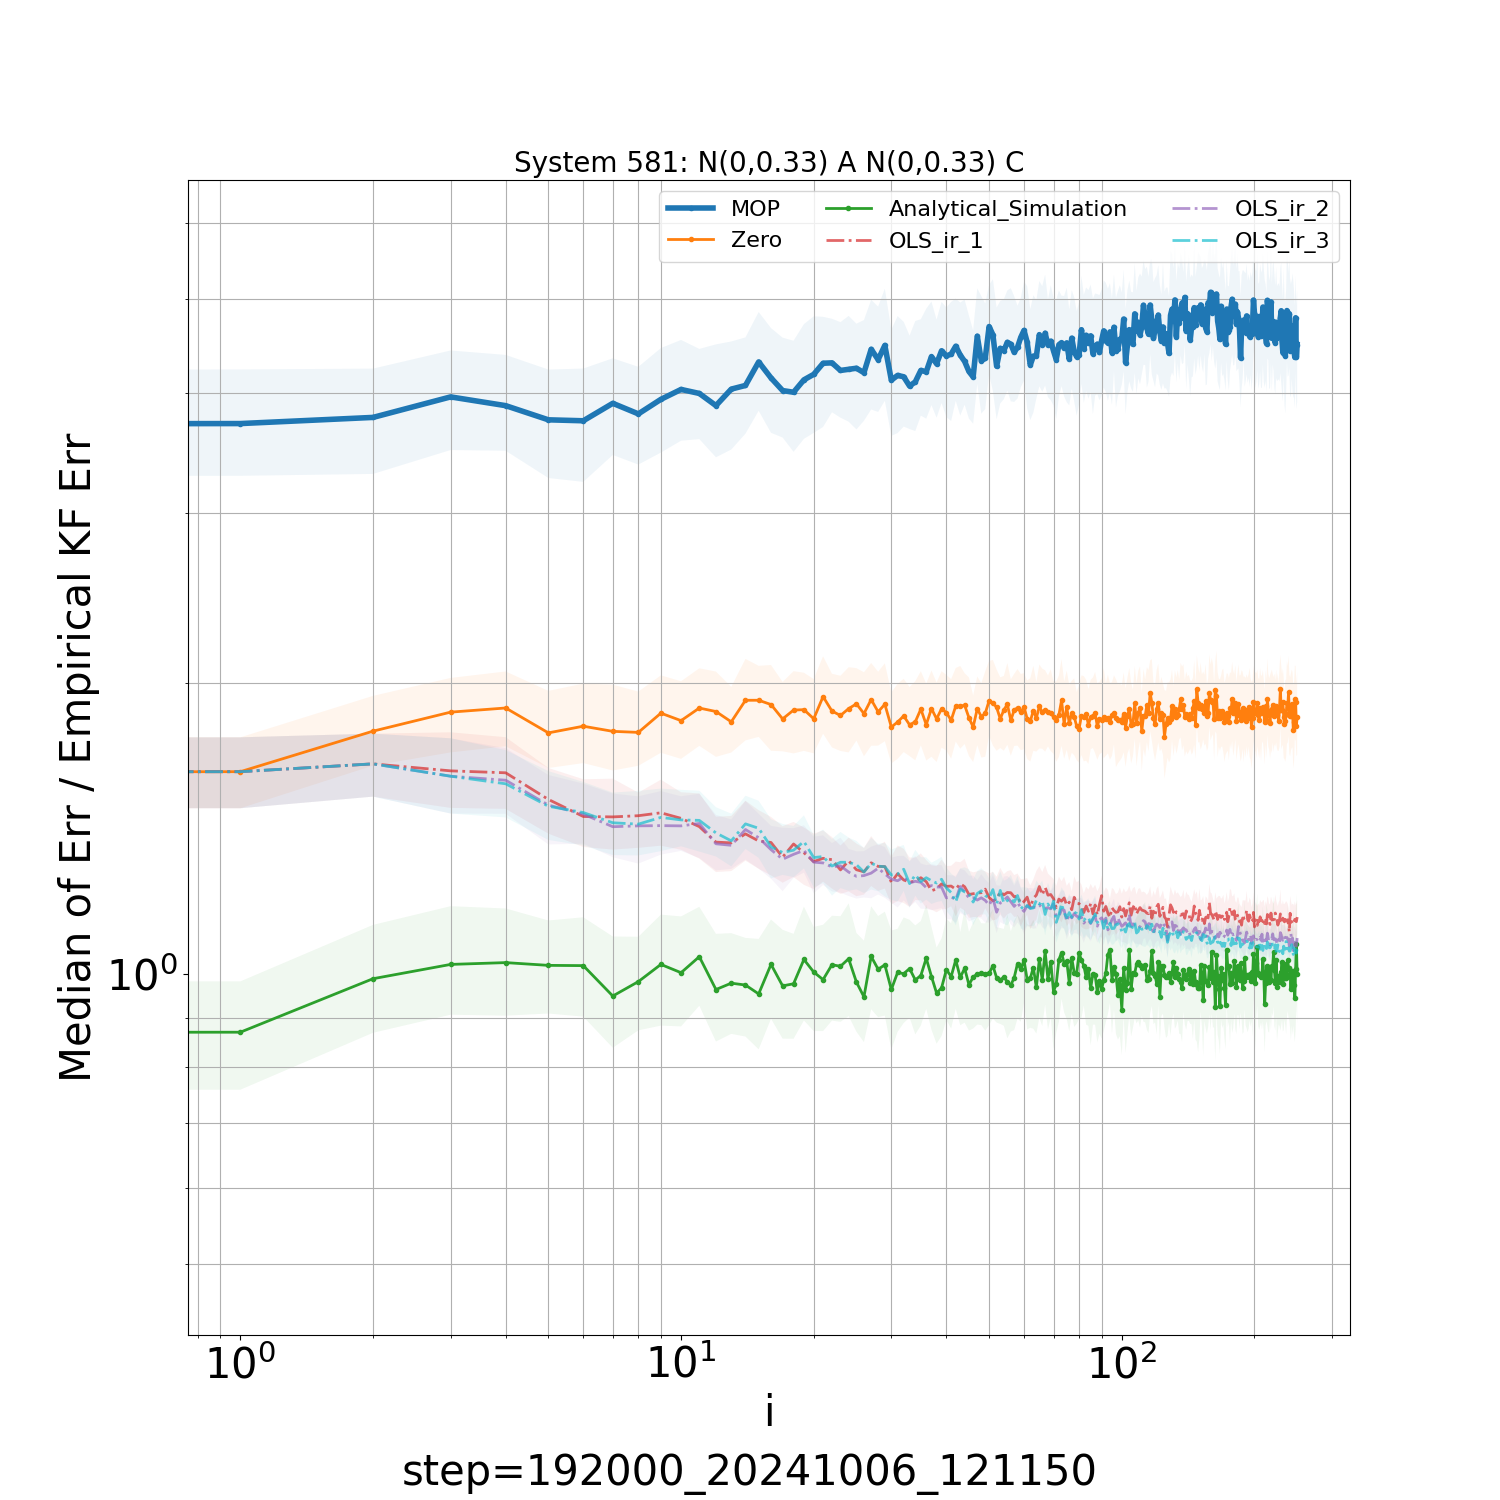 System 581: N(0,0.33) A N(0,0.33) C
MOP
Zero
Analytical_Simulation
OLS_ir_1
OLS_ir_2
OLS_ir_3
Median of Err / Empirical KF Err
10⁰
10⁰ 10¹ 10²
i
step=192000_20241006_121150